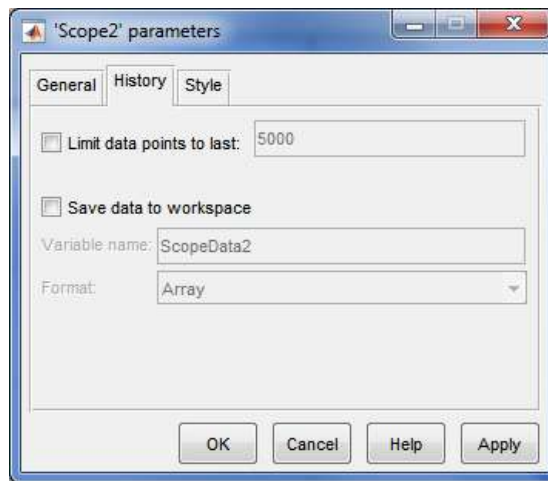 'Scope2' parameters
General History Style
Limit data points to last: 5000
Save data to workspace
Variable name: ScopeData2
Format: Array
OK Cancel Help Apply